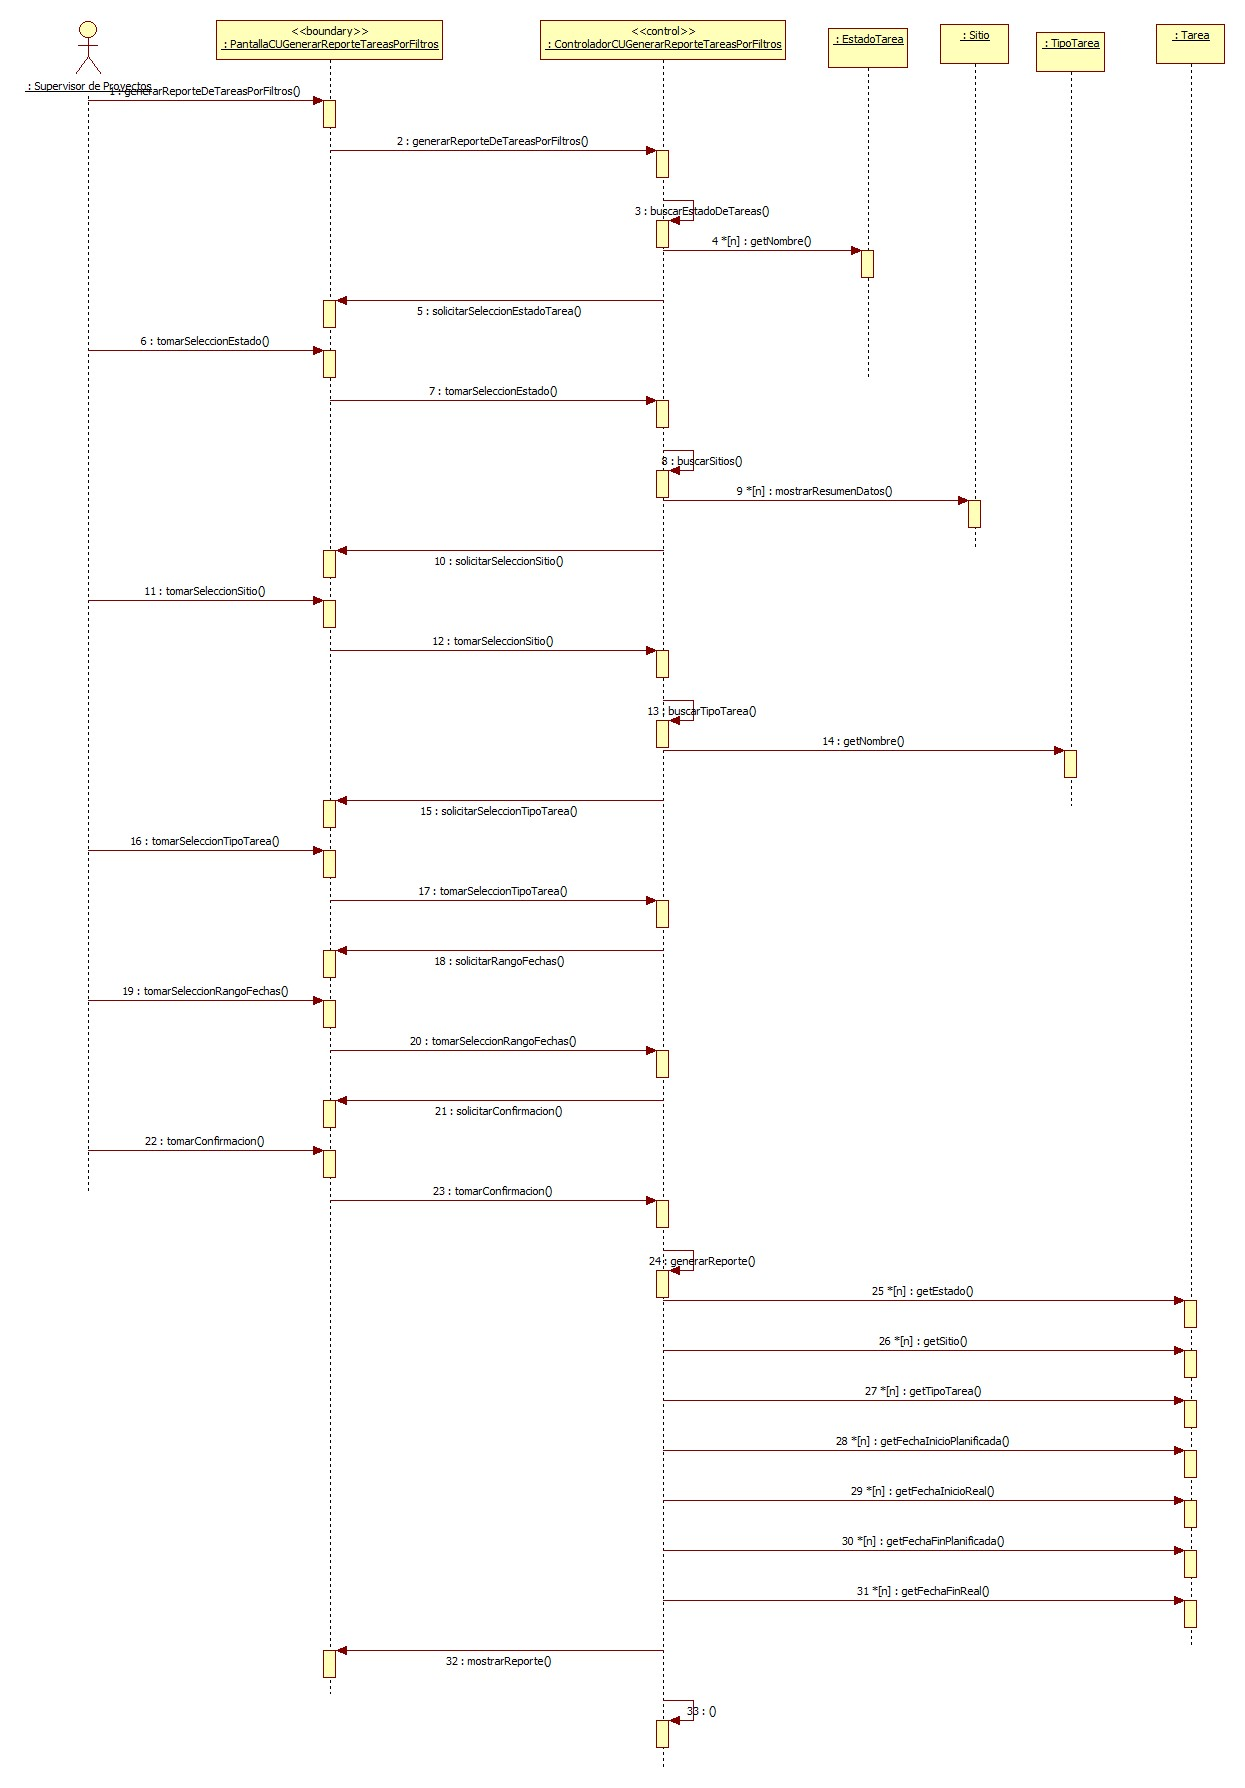 <<boundary>>
: PantallaCUGenerarReporteTareasPorFiltros
<<control>>
: ControladorCUGenerarReporteTareasPorFiltros
: EstadoTarea
: Sitio
: TipoTarea
: Tarea
: Supervisor de Proyectos
1 : generarReporteDeTareasPorFiltros()
2 : generarReporteDeTareasPorFiltros()
3 : buscarEstadoDeTareas()
4 *[n] : getNombre()
5 : solicitarSeleccionEstadoTarea()
6 : tomarSeleccionEstado()
7 : tomarSeleccionEstado()
8 : buscarSitios()
9 *[n] : mostrarResumenDatos()
10 : solicitarSeleccionSitio()
11 : tomarSeleccionSitio()
12 : tomarSeleccionSitio()
13 : buscarTipoTarea()
14 : getNombre()
15 : solicitarSeleccionTipoTarea()
16 : tomarSeleccionTipoTarea()
17 : tomarSeleccionTipoTarea()
18 : solicitarRangoFechas()
19 : tomarSeleccionRangoFechas()
20 : tomarSeleccionRangoFechas()
21 : solicitarConfirmacion()
22 : tomarConfirmacion()
23 : tomarConfirmacion()
24 : generarReporte()
25 *[n] : getEstado()
26 *[n] : getSitio()
27 *[n] : getTipoTarea()
28 *[n] : getFechaInicioPlanificada()
29 *[n] : getFechaInicioReal()
30 *[n] : getFechaFinPlanificada()
31 *[n] : getFechaFinReal()
32 : mostrarReporte()
33 : ()